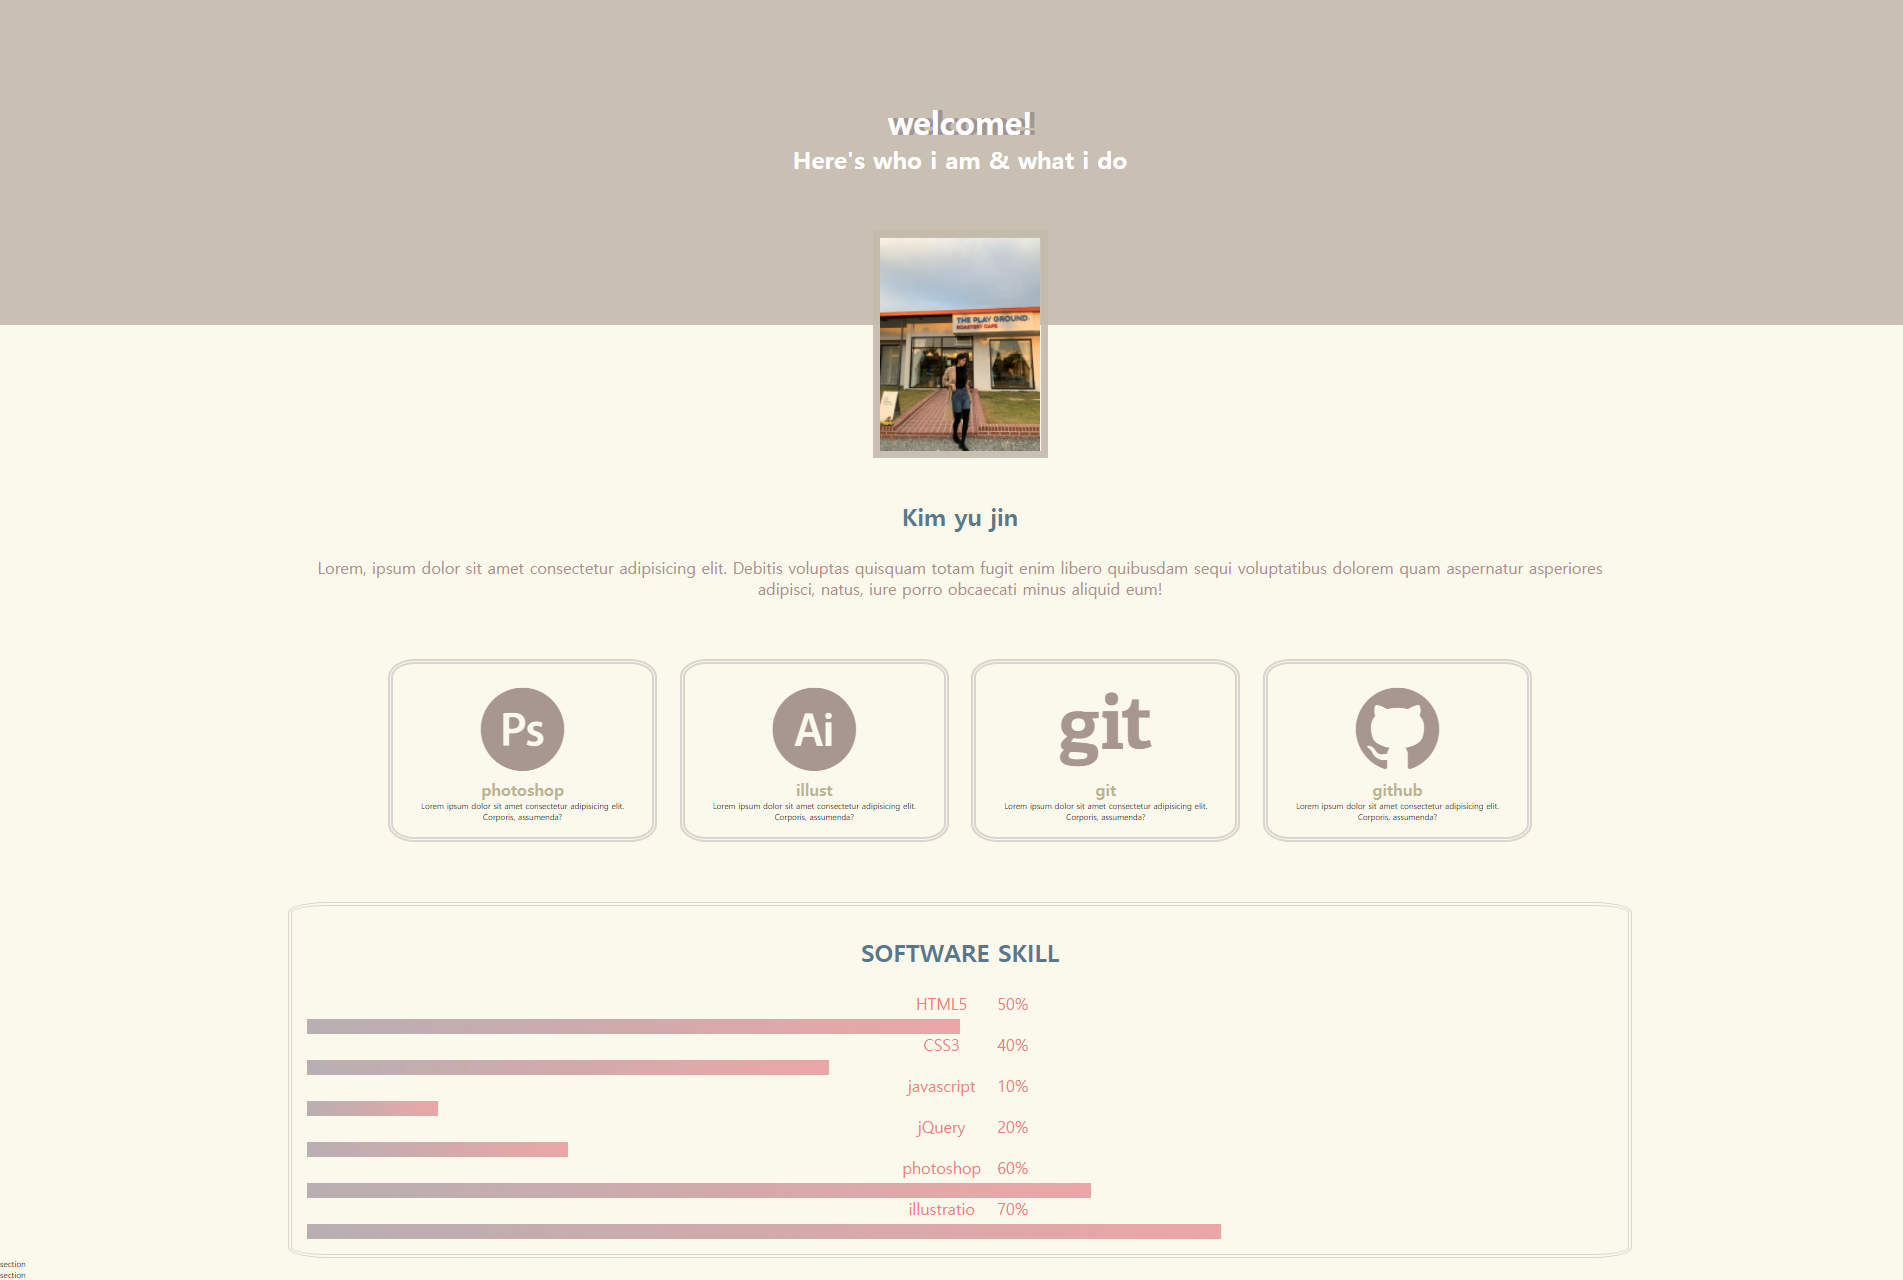 welcome!
Here's who i am & what i do
THE PLAY GROUND
ROASTERY CAFE
Kim yu jin
Lorem, ipsum dolor sit amet consectetur adipisicing elit. Debitis voluptas quisquam totam fugit enim libero quibusdam sequi voluptatibus dolorem quam aspernatur asperiores
adipisci, natus, iure porro obcaecati minus aliquid eum!
Ps
photoshop
Lorem ipsum dolor sit amet consectetur adipisicing elit.
Corporis, assumenda?
Ai
illust
Lorem ipsum dolor sit amet consectetur adipisicing elit.
Corporis, assumenda?
git
git
Lorem ipsum dolor sit amet consectetur adipisicing elit.
Corporis, assumenda?
github
Lorem ipsum dolor sit amet consectetur adipisicing elit.
Corporis, assumenda?
SOFTWARE SKILL
HTML5 50%
CSS3 40%
javascript 10%
jQuery 20%
photoshop 60%
illustratio 70%
section
section